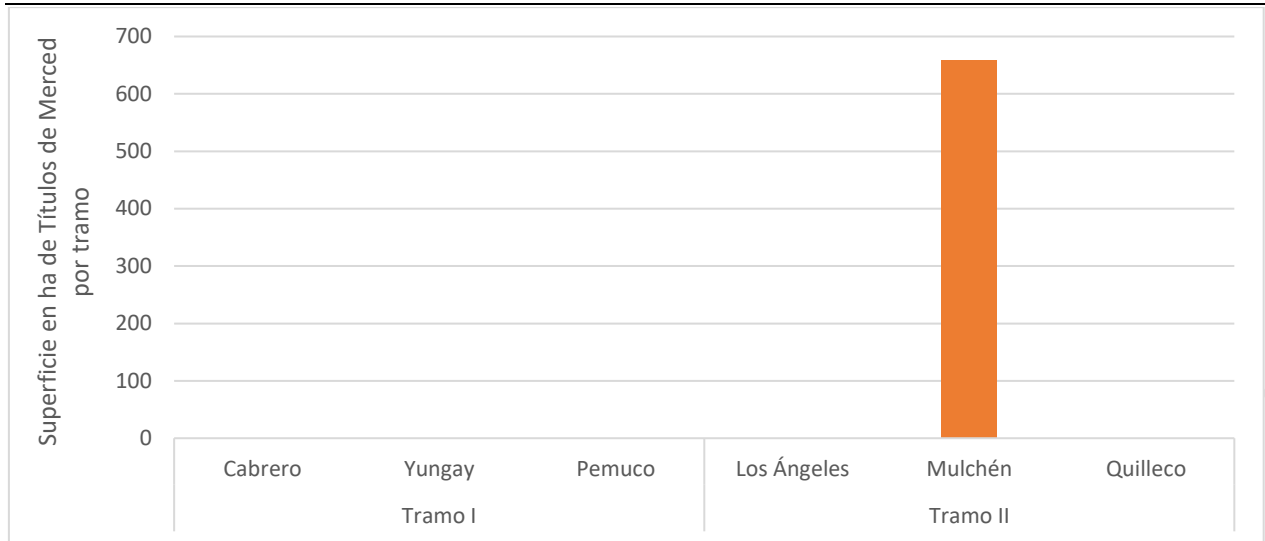 Superficie en ha de Títulos de Merced
por tramo
700
600
500
400
300
200
100
0
Cabrero
Yungay
Pemuco
Los Ángeles
Mulchén
Quilleco
Tramo I
Tramo II